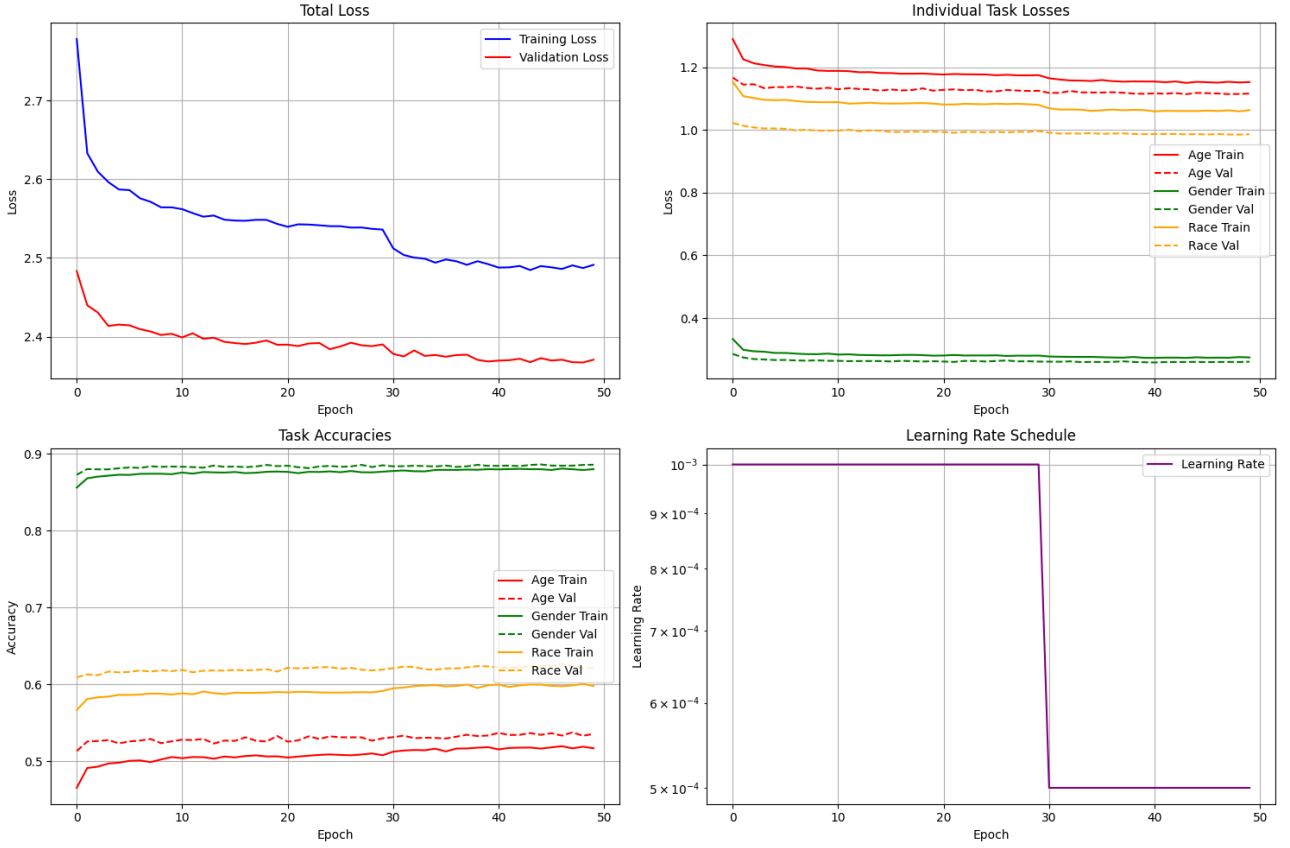 Total Loss
Training Loss
Validation Loss
2.7
2.6
2.5
2.4
Loss
0
10
20
30
40
50
Epoch
Individual Task Losses
1.2
1.0
0.8
0.6
0.4
Loss
Age Train
Age Val
Gender Train
Gender Val
Race Train
Race Val
0
10
20
30
40
50
Epoch
Task Accuracies
0.9
0.8
0.7
0.6
0.5
Accuracy
Age Train
Age Val
Gender Train
Gender Val
Race Train
Race Val
0
10
20
30
40
50
Epoch
Learning Rate Schedule
Learning Rate
10⁻³
9 × 10⁻⁴
8 × 10⁻⁴
7 × 10⁻⁴
6 × 10⁻⁴
5 × 10⁻⁴
Learning Rate
0
10
20
30
40
50
Epoch